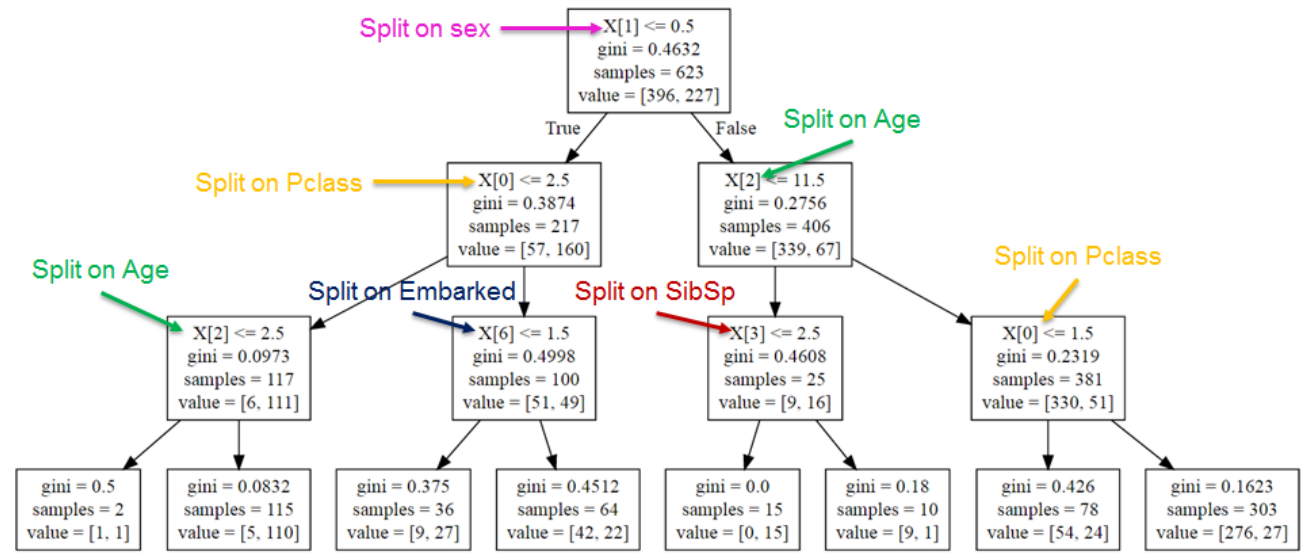 Split on sex
X[1] <= 0.5
gini = 0.4632
samples = 623
value = [396, 227]
True
False
Split on Age
Split on Pclass
X[0] <= 2.5
gini = 0.3874
samples = 217
value = [57, 160]
X[2] <= 11.5
gini = 0.2756
samples = 406
value = [339, 67]
Split on Age
Split on Embarked
Split on SibSp
Split on Pclass
X[2] <= 2.5
gini = 0.0973
samples = 117
value = [6, 111]
X[6] <= 1.5
gini = 0.4998
samples = 100
value = [51, 49]
X[3] <= 2.5
gini = 0.4608
samples = 25
value = [9, 16]
X[0] <= 1.5
gini = 0.2319
samples = 381
value = [330, 51]
gini = 0.5
samples = 2
value = [1, 1]
gini = 0.0832
samples = 115
value = [5, 110]
gini = 0.375
samples = 36
value = [9, 27]
gini = 0.4512
samples = 64
value = [42, 22]
gini = 0.0
samples = 15
value = [0, 15]
gini = 0.18
samples = 10
value = [9, 1]
gini = 0.426
samples = 78
value = [54, 24]
gini = 0.1623
samples = 303
value = [276, 27]